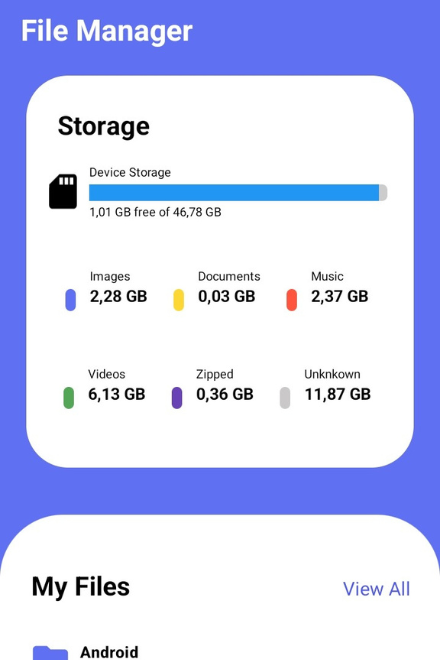 File Manager
Storage
Device Storage
1,01 GB free of 46,78 GB
Images
2,28 GB
Documents
0,03 GB
Music
2,37 GB
Videos
6,13 GB
Zipped
0,36 GB
Unknkown
11,87 GB
My Files
View All
Android